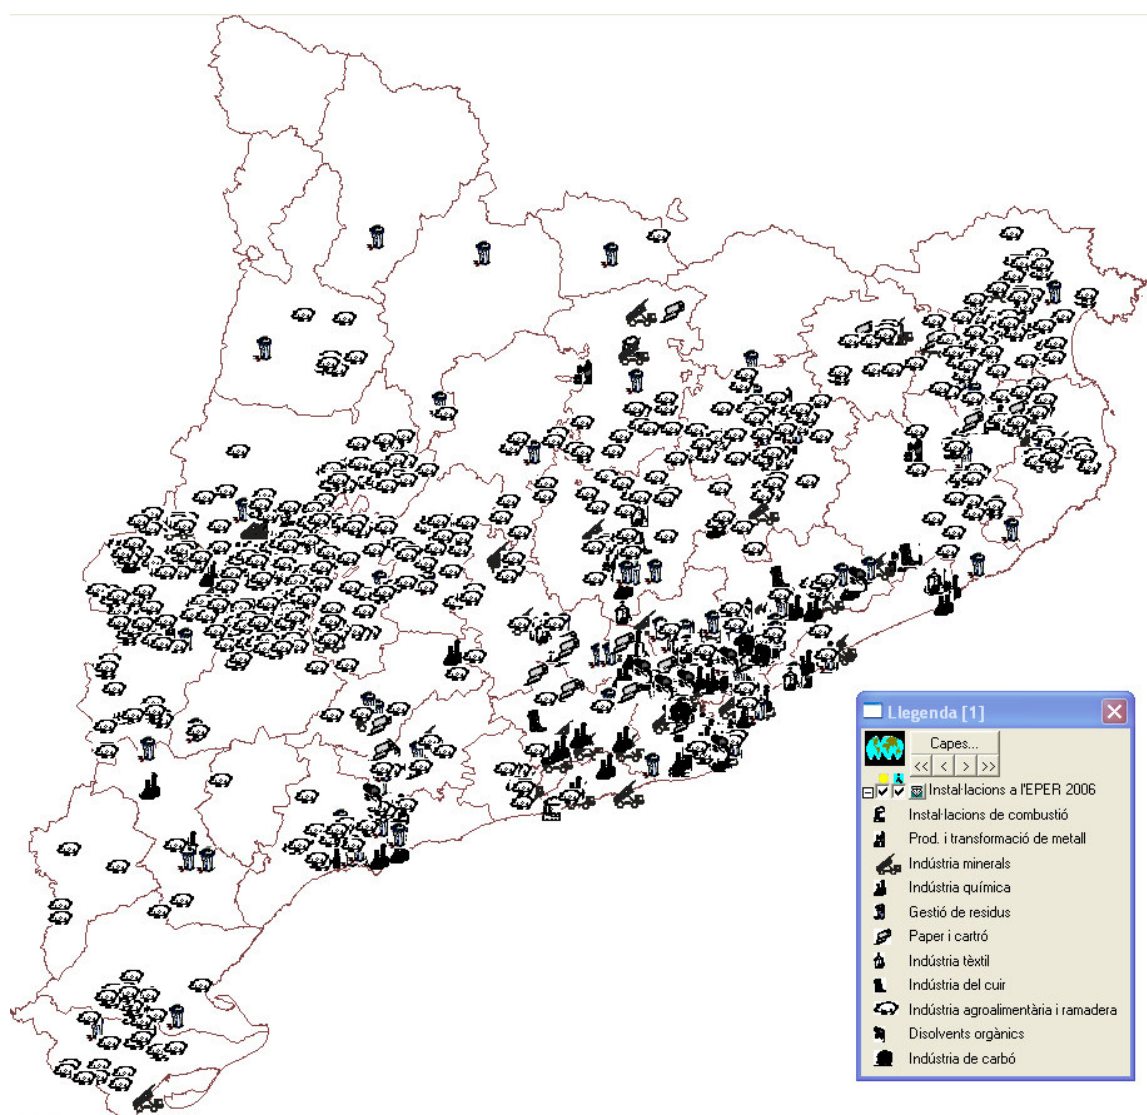 Llegenda [1]
Capes...
<< < > >>
Instal·lacions a l'EPER 2006
Instal·lacions de combustió
Prod. i transformació de metall
Indústria minerals
Indústria química
Gestió de residus
Paper i cartró
Indústria tèxtil
Indústria del cuir
Indústria agroalimentària i ramadera
Disolvents orgànics
Indústria de carbó